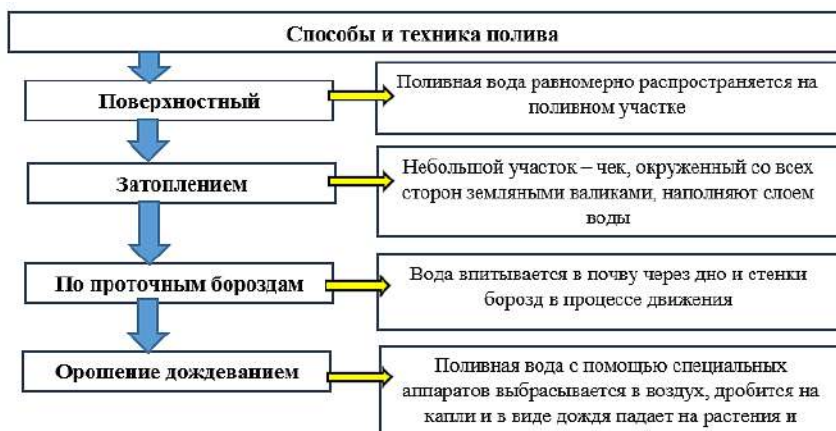 Способы и техника полива
Поверхностный
Поливная вода равномерно распространяется на
поливном участке
Затоплением
Небольшой участок – чек, окруженный со всех
сторон земляными валиками, наполняют слоем
воды
По проточным бороздам
Вода впитывается в почву через дно и стенки
борозд в процессе движения
Орошение дождеванием
Поливная вода с помощью специальных
аппаратов выбрасывается в воздух, дробится на
капли и в виде дождя падает на растения и